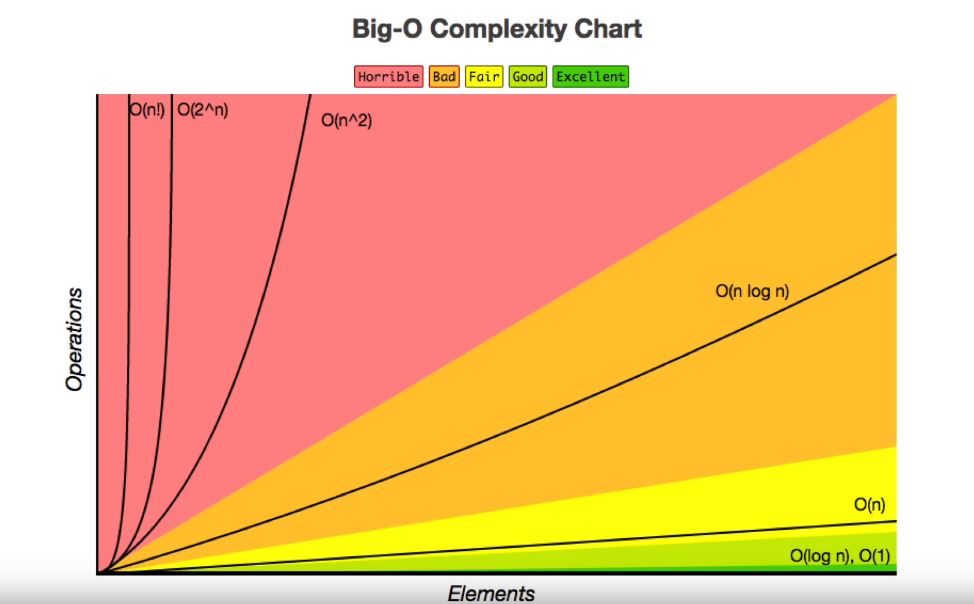 Big-O Complexity Chart
Horrible Bad Fair Good Excellent
O(n!) O(2^n) O(n^2)
O(n log n)
O(n)
O(log n), O(1)
Operations
Elements